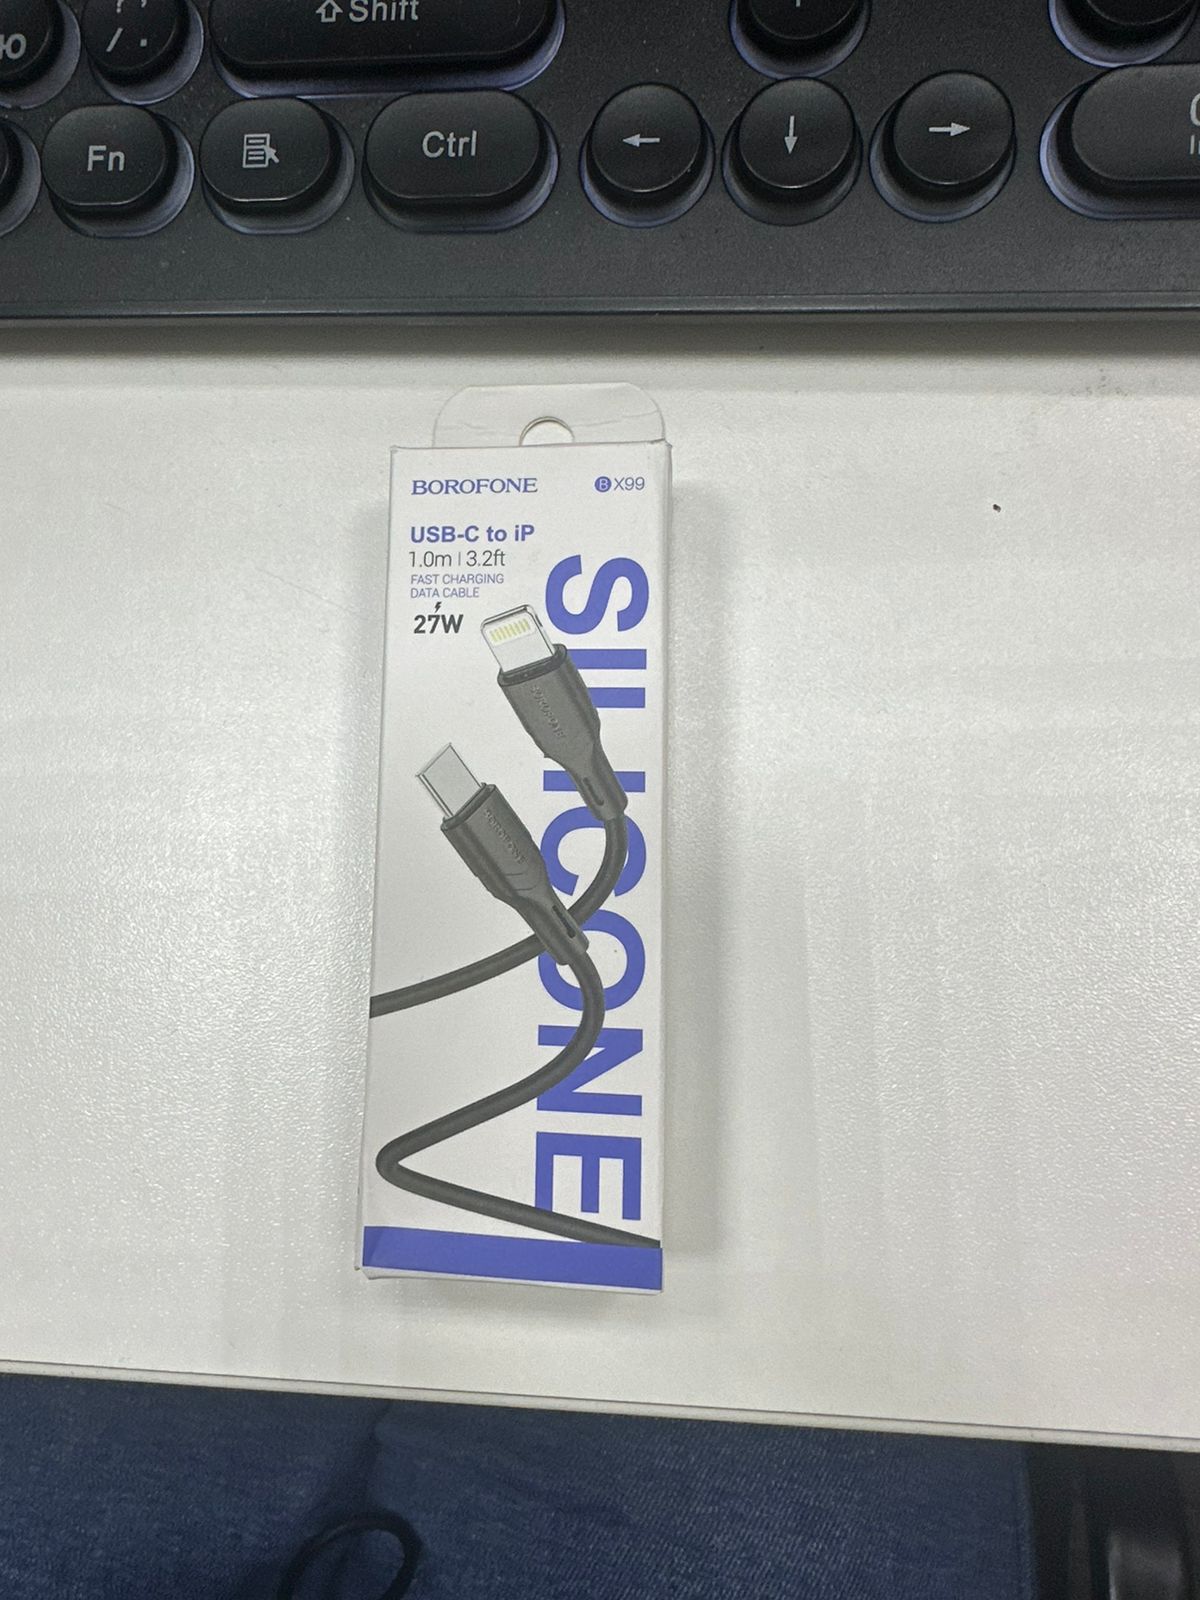 Shift
Ю
Fn
Ctrl
BOROFONE
BX99
USB-C to iP
1.0m | 3.2ft
FAST CHARGING
DATA CABLE
27W
SILICONE
BOROFONE
BOROFONE